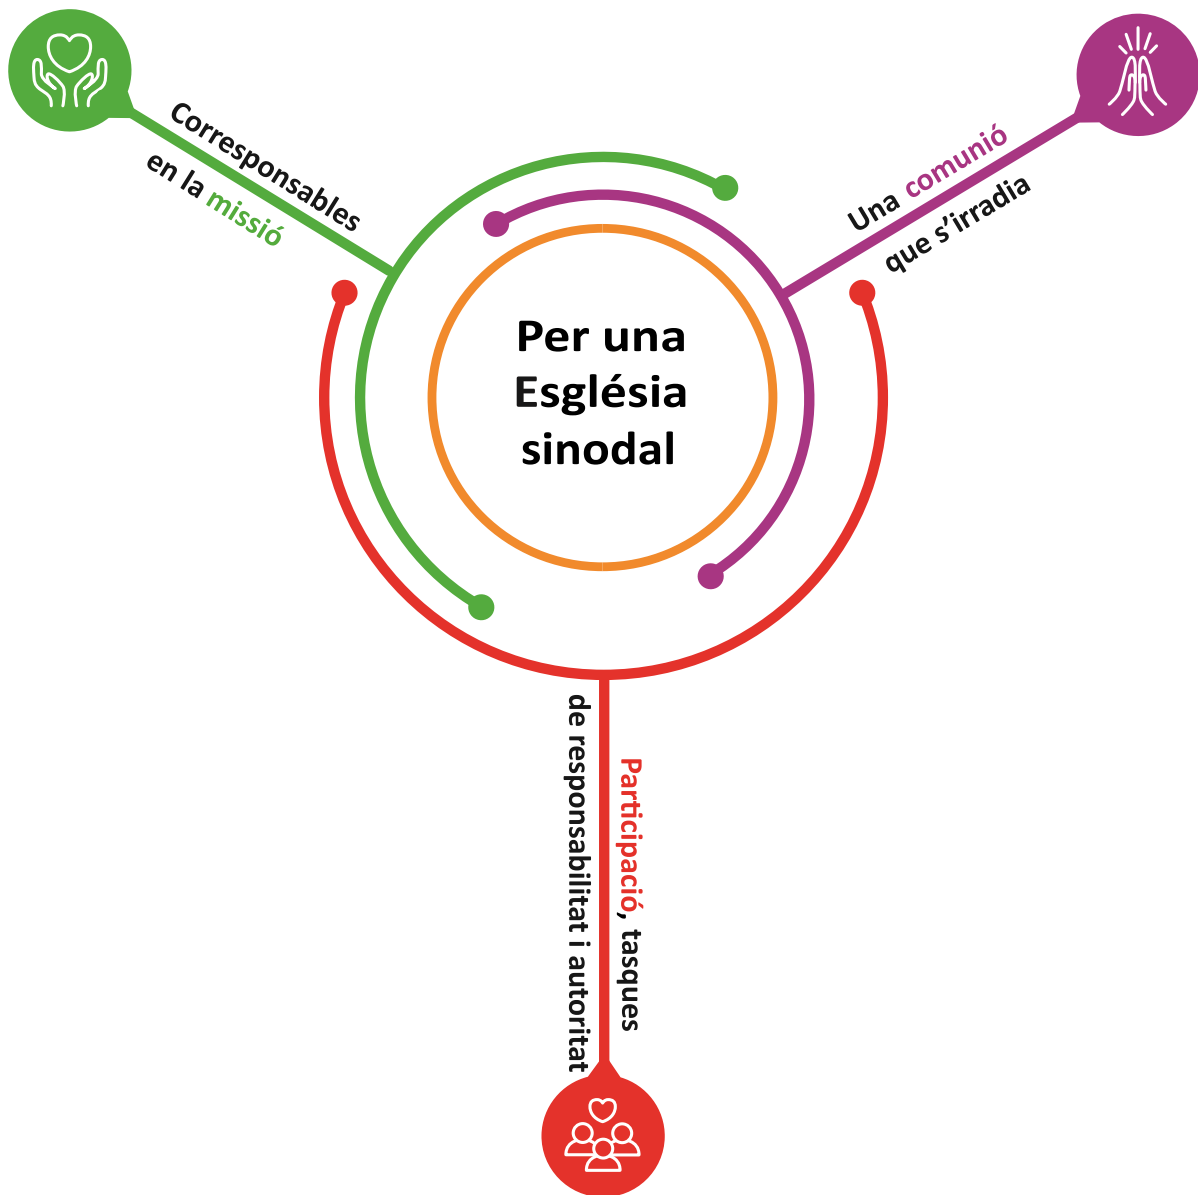 Corresponsables
en la missió
Una comunió
que s’irradia
Per una
Església
sinodal
Participació, tasques
de responsabilitat i autoritat